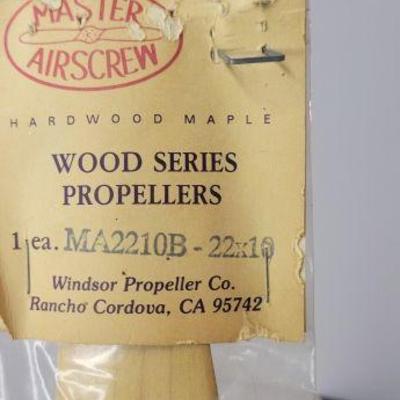 MASTER
AIRSCREW
HARDWOOD MAPLE
WOOD SERIES
PROPELLERS
1 ea. MA2210B - 22x10
Windsor Propeller Co.
Rancho Cordova, CA 95742